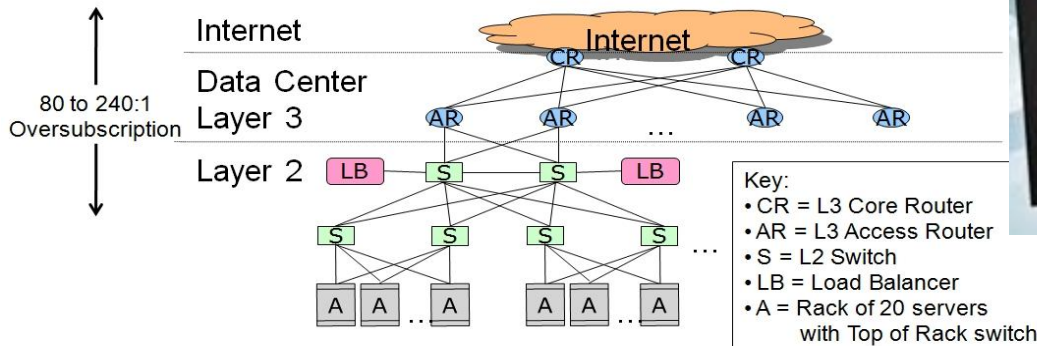 Internet
Internet
CR
CR
Data Center
80 to 240:1
Oversubscription
Layer 3
AR
AR
AR
AR
...
Layer 2
LB
S
S
LB
S
S
S
S
...
A
A
...
A
A
A
...
A
Key:
• CR = L3 Core Router
• AR = L3 Access Router
• S = L2 Switch
• LB = Load Balancer
• A = Rack of 20 servers
with Top of Rack switch